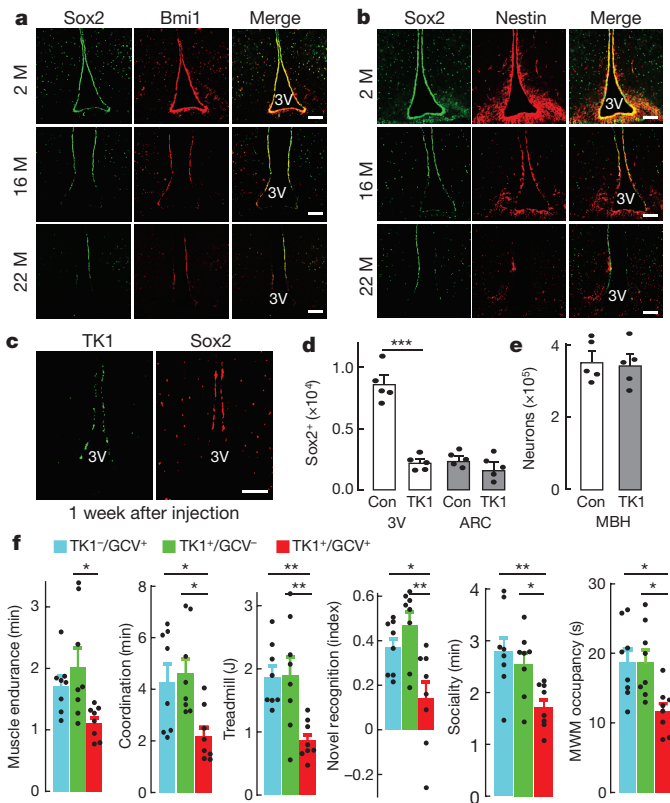 a
Sox2 Bmi1 Merge
2 M
3V
16 M
3V
22 M
3V
b
Sox2 Nestin Merge
2 M
3V
16 M
3V
22 M
3V
c
TK1 Sox2
3V 3V
1 week after injection
d
***
Sox2⁺ (×10⁴)
1.0
0.5
0.0
Con TK1 Con TK1
3V ARC
e
Neurons (×10⁵)
4
2
0
Con TK1
MBH
f
TK1⁻/GCV⁺ TK1⁺/GCV⁻ TK1⁺/GCV⁺
Muscle endurance (min)
3
2
1
0
*
Coordination (min)
8
4
0
*
*
Treadmill (J)
3
2
1
0
**
**
Novel recognition (index)
0.6
0.4
0.2
0
−0.2
*
**
Sociality (min)
4
2
0
**
*
MWM occupancy (s)
30
20
10
0
*
*